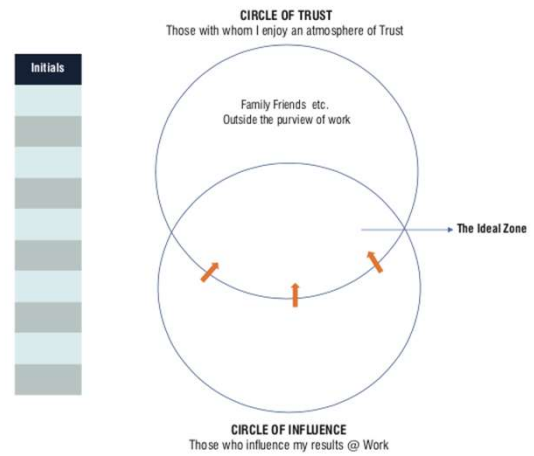 CIRCLE OF TRUST
Those with whom I enjoy an atmosphere of Trust
Initials
Family Friends etc.
Outside the purview of work
The Ideal Zone
CIRCLE OF INFLUENCE
Those who influence my results @ Work